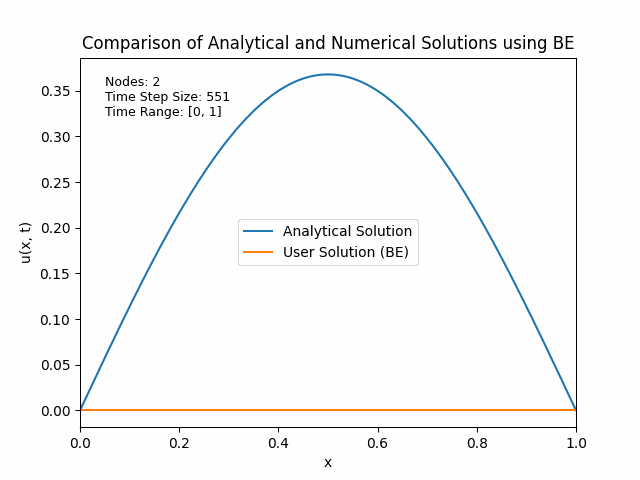 Comparison of Analytical and Numerical Solutions using BE
Nodes: 2
Time Step Size: 551
Time Range: [0, 1]
0.35
0.30
0.25
0.20
0.15
0.10
0.05
0.00
u(x, t)
Analytical Solution
User Solution (BE)
0.0 0.2 0.4 0.6 0.8 1.0
x